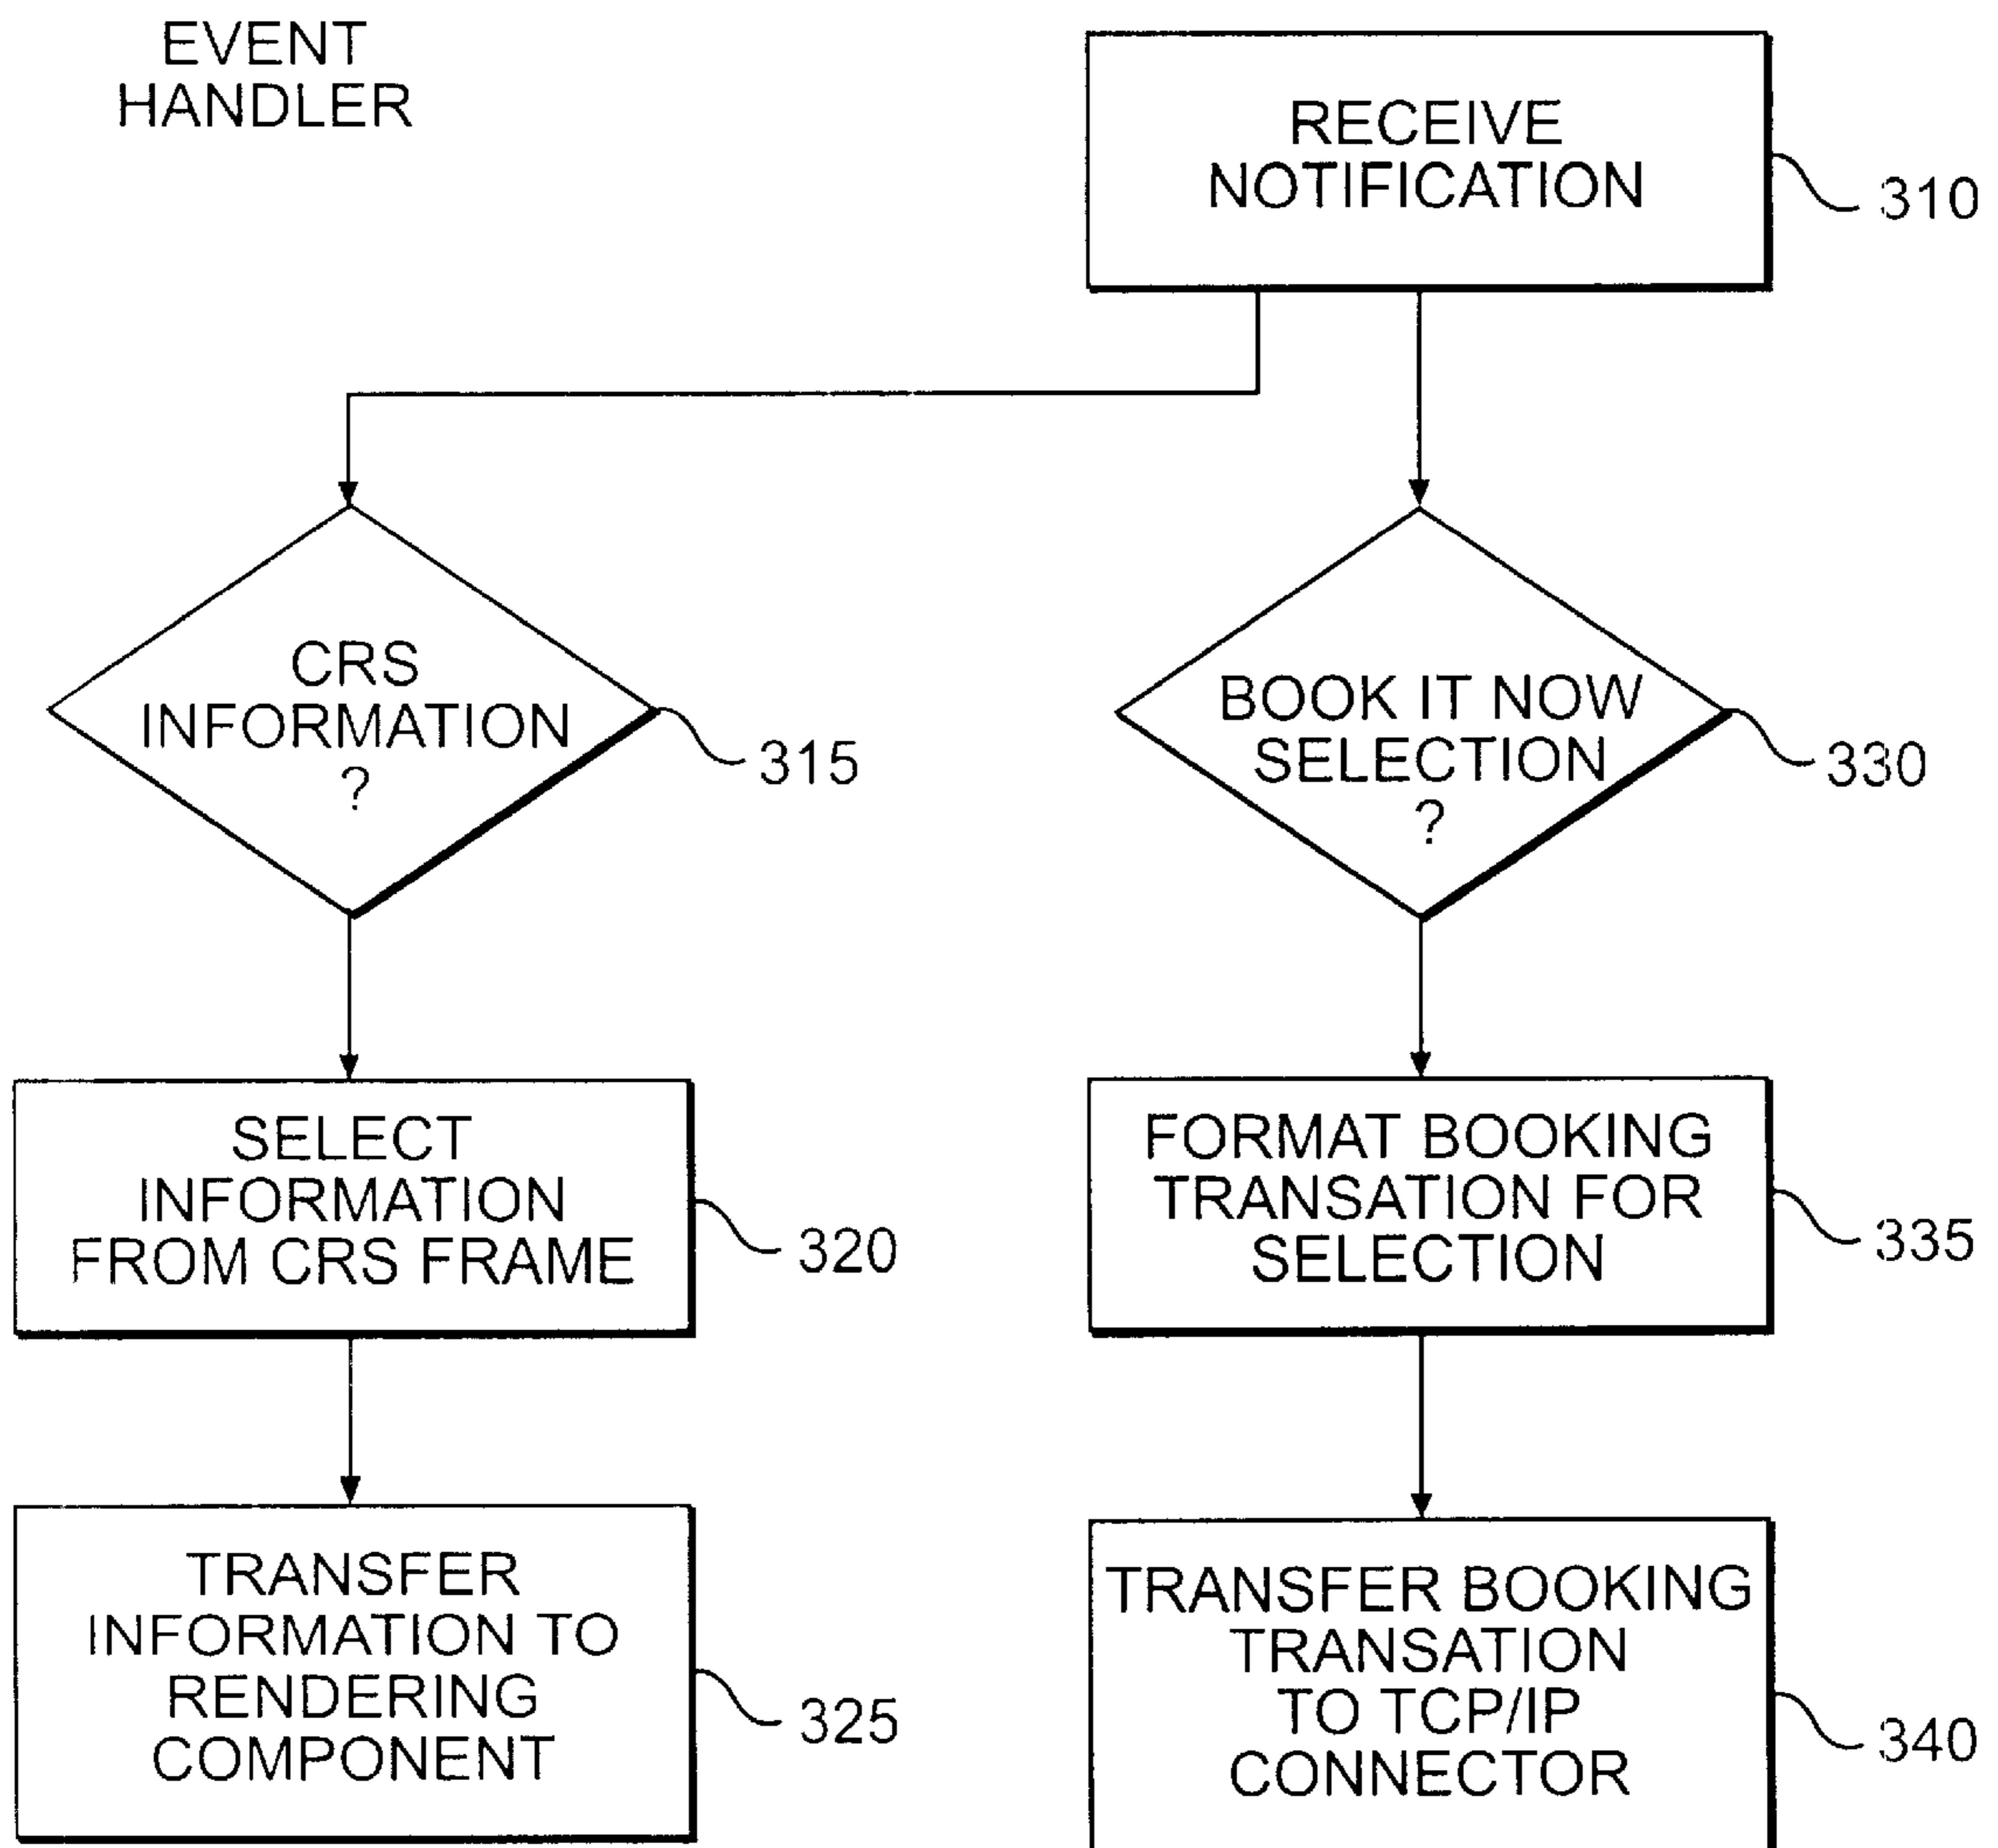 EVENT
HANDLER
RECEIVE
NOTIFICATION
310
CRS
INFORMATION
?
315
BOOK IT NOW
SELECTION
?
330
SELECT
INFORMATION
FROM CRS FRAME
320
FORMAT BOOKING
TRANSATION FOR
SELECTION
335
TRANSFER
INFORMATION TO
RENDERING
COMPONENT
325
TRANSFER BOOKING
TRANSATION
TO TCP/IP
CONNECTOR
340